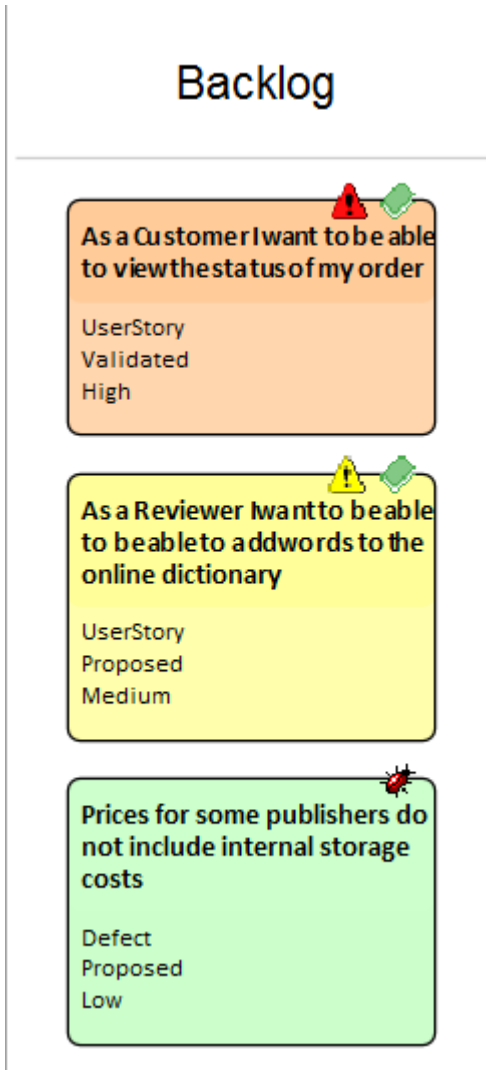 Backlog
As a Customer I want to be able
to view the status of my order
UserStory
Validated
High
As a Reviewer I want to be able
to be able to add words to the
online dictionary
UserStory
Proposed
Medium
Prices for some publishers do
not include internal storage
costs
Defect
Proposed
Low